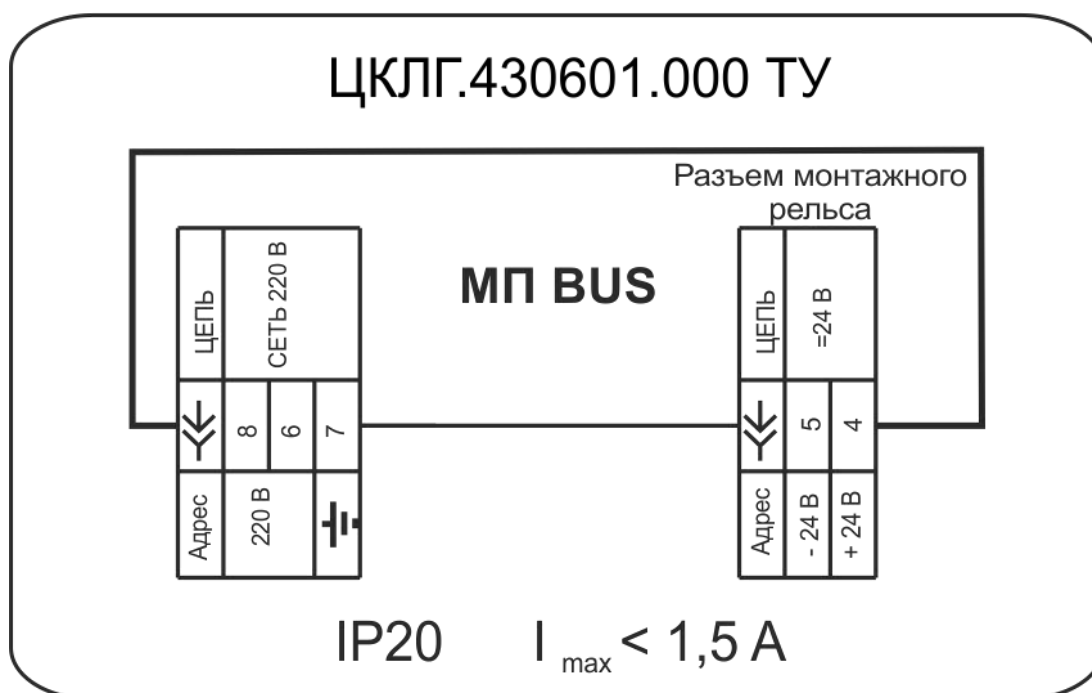 ЦКЛГ.430601.000 ТУ
Разъем монтажного
рельса
МП BUS
ЦЕПЬ
СЕТЬ 220 В
8
6
7
Адрес
220 В
ЦЕПЬ
=24 В
5
4
Адрес
- 24 В
+ 24 В
IP20 I max < 1,5 А